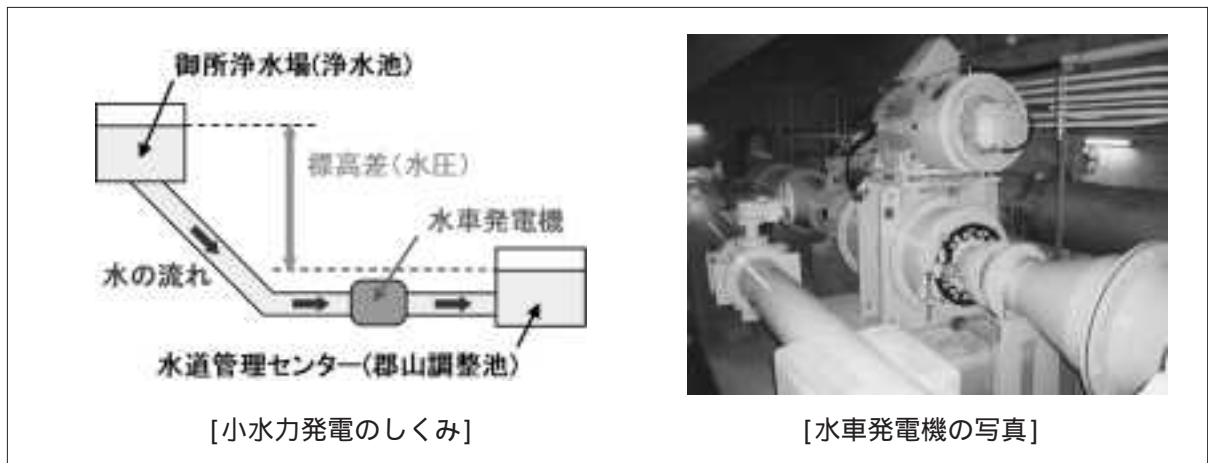 御所浄水場(浄水池)
標高差(水圧)
水車発電機
水の流れ
水道管理センター(郡山調整池)
[小水力発電のしくみ]
[水車発電機の写真]